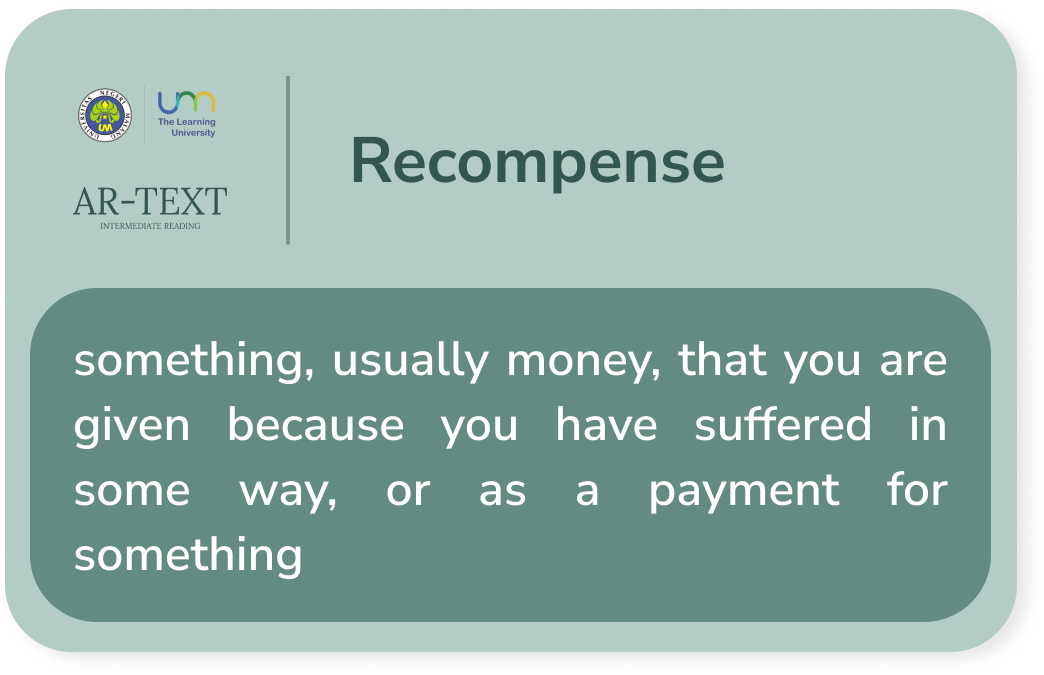 UNIVERSITAS NEGERI MALANG
UM
um
The Learning
University
AR-TEXT
INTERMEDIATE READING
Recompense
something, usually money, that you are
given because you have suffered in
some way, or as a payment for
something